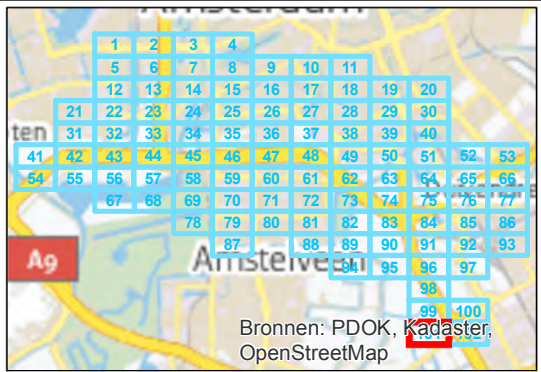 Amsterdam
1 2 3 4
5 6 7 8 9 10 11
12 13 14 15 16 17 18 19 20
21 22 23 24 25 26 27 28 29 30
ten 31 32 33 34 35 36 37 38 39 40
41 42 43 44 45 46 47 48 49 50 51 52 53
54 55 56 57 58 59 60 61 62 63 64 65 66
67 68 69 70 71 72 73 74 75 76 77
78 79 80 81 82 83 84 85 86
87 88 89 90 91 92 93
A9 Amstelveen
94 95 96 97
98
99 100
Bronnen: PDOK, Kadaster,
101 102
OpenStreetMap